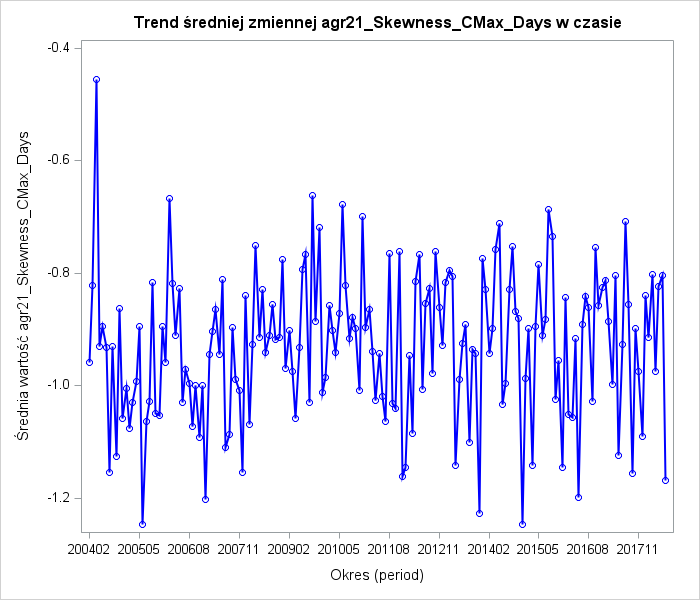 Trend średniej zmiennej agr21_Skewness_CMax_Days w czasie
Średnia wartość agr21_Skewness_CMax_Days
-0.4
-0.6
-0.8
-1.0
-1.2
200402 200505 200608 200711 200902 201005 201108 201211 201402 201505 201608 201711
Okres (period)